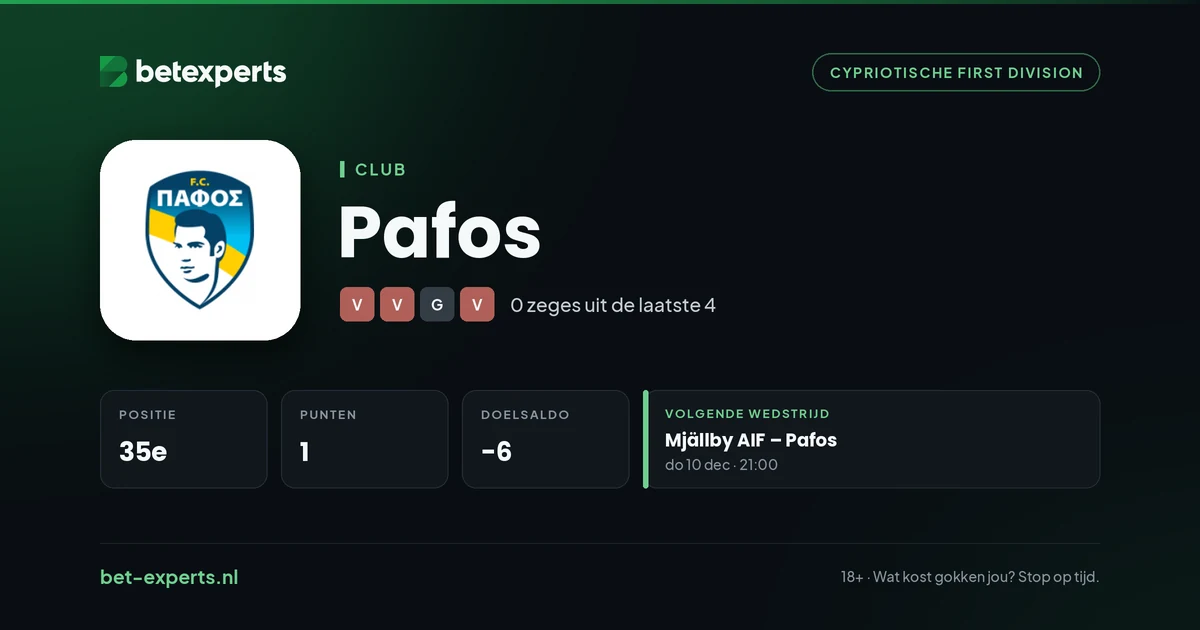 betexperts
CYPRIOTISCHE FIRST DIVISION
F.C.
ΠΑΦΟΣ
CLUB
Pafos
V V G V 0 zeges uit de laatste 4
POSITIE
35e
PUNTEN
1
DOELSALDO
-6
VOLGENDE WEDSTRIJD
Mjällby AIF – Pafos
do 10 dec · 21:00
bet-experts.nl
18+ · Wat kost gokken jou? Stop op tijd.